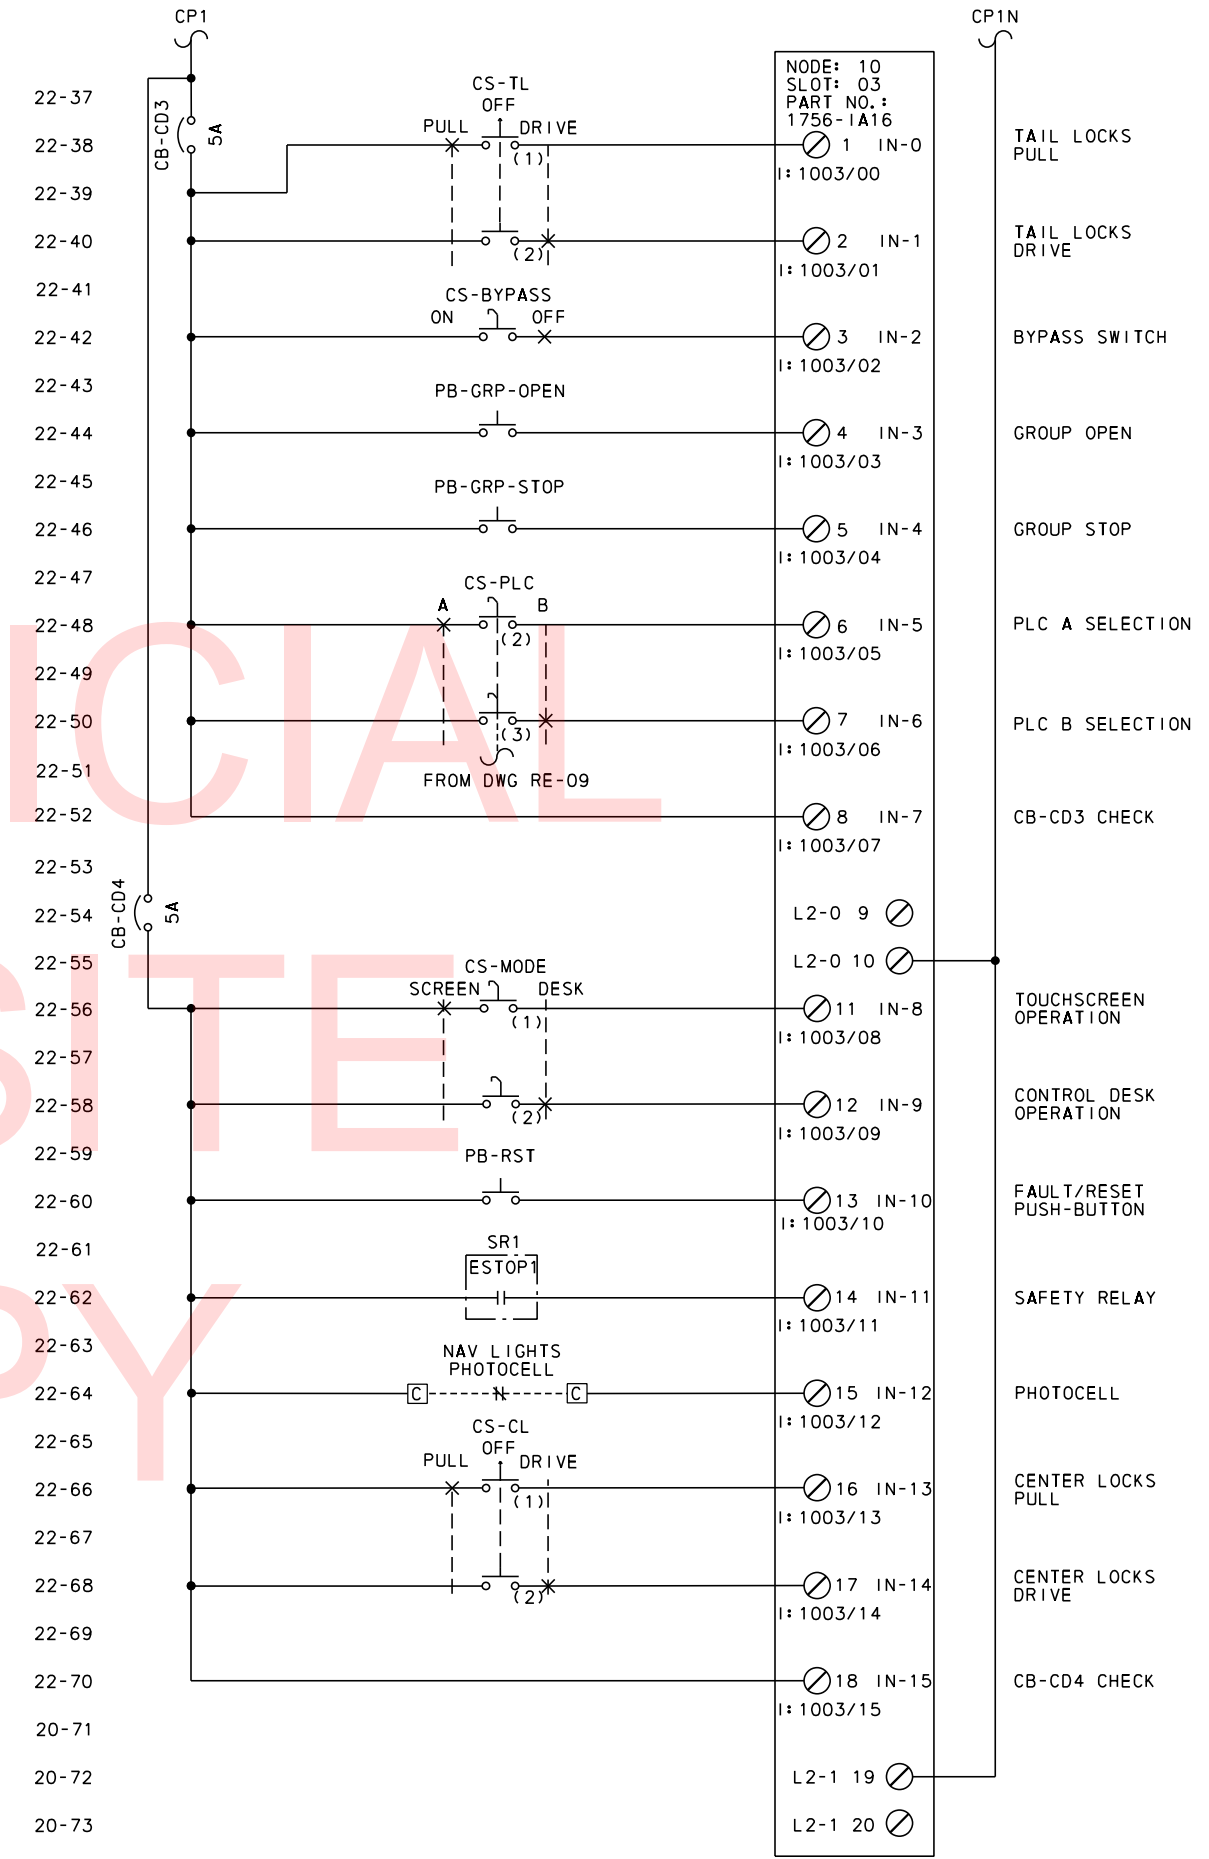 CP1
CP1N
NODE: 10
SLOT: 03
PART NO.:
1756-IA16
22-37
CS-TL
OFF
PULL
DRIVE
CB-CD3
5A
22-38
(1)
1 IN-0
I:1003/00
TAIL LOCKS
PULL
22-39
22-40
(2)
2 IN-1
I:1003/01
TAIL LOCKS
DRIVE
22-41
CS-BYPASS
ON
OFF
22-42
3 IN-2
I:1003/02
BYPASS SWITCH
22-43
PB-GRP-OPEN
22-44
4 IN-3
I:1003/03
GROUP OPEN
22-45
PB-GRP-STOP
22-46
5 IN-4
I:1003/04
GROUP STOP
22-47
CS-PLC
A
B
22-48
(2)
6 IN-5
I:1003/05
PLC A SELECTION
22-49
22-50
(3)
7 IN-6
I:1003/06
PLC B SELECTION
22-51
FROM DWG RE-09
22-52
8 IN-7
I:1003/07
CB-CD3 CHECK
22-53
CB-CD4
5A
22-54
L2-0 9
22-55
L2-0 10
CS-MODE
SCREEN
DESK
22-56
(1)
11 IN-8
I:1003/08
TOUCHSCREEN
OPERATION
22-57
22-58
(2)
12 IN-9
I:1003/09
CONTROL DESK
OPERATION
22-59
PB-RST
22-60
13 IN-10
I:1003/10
FAULT/RESET
PUSH-BUTTON
22-61
SR1
ESTOP1
22-62
14 IN-11
I:1003/11
SAFETY RELAY
22-63
NAV LIGHTS
PHOTOCELL
22-64
C
C
15 IN-12
I:1003/12
PHOTOCELL
22-65
CS-CL
OFF
PULL
DRIVE
22-66
(1)
16 IN-13
I:1003/13
CENTER LOCKS
PULL
22-67
22-68
(2)
17 IN-14
I:1003/14
CENTER LOCKS
DRIVE
22-69
22-70
18 IN-15
I:1003/15
CB-CD4 CHECK
20-71
20-72
L2-1 19
20-73
L2-1 20
ICIAL
SITE
PY